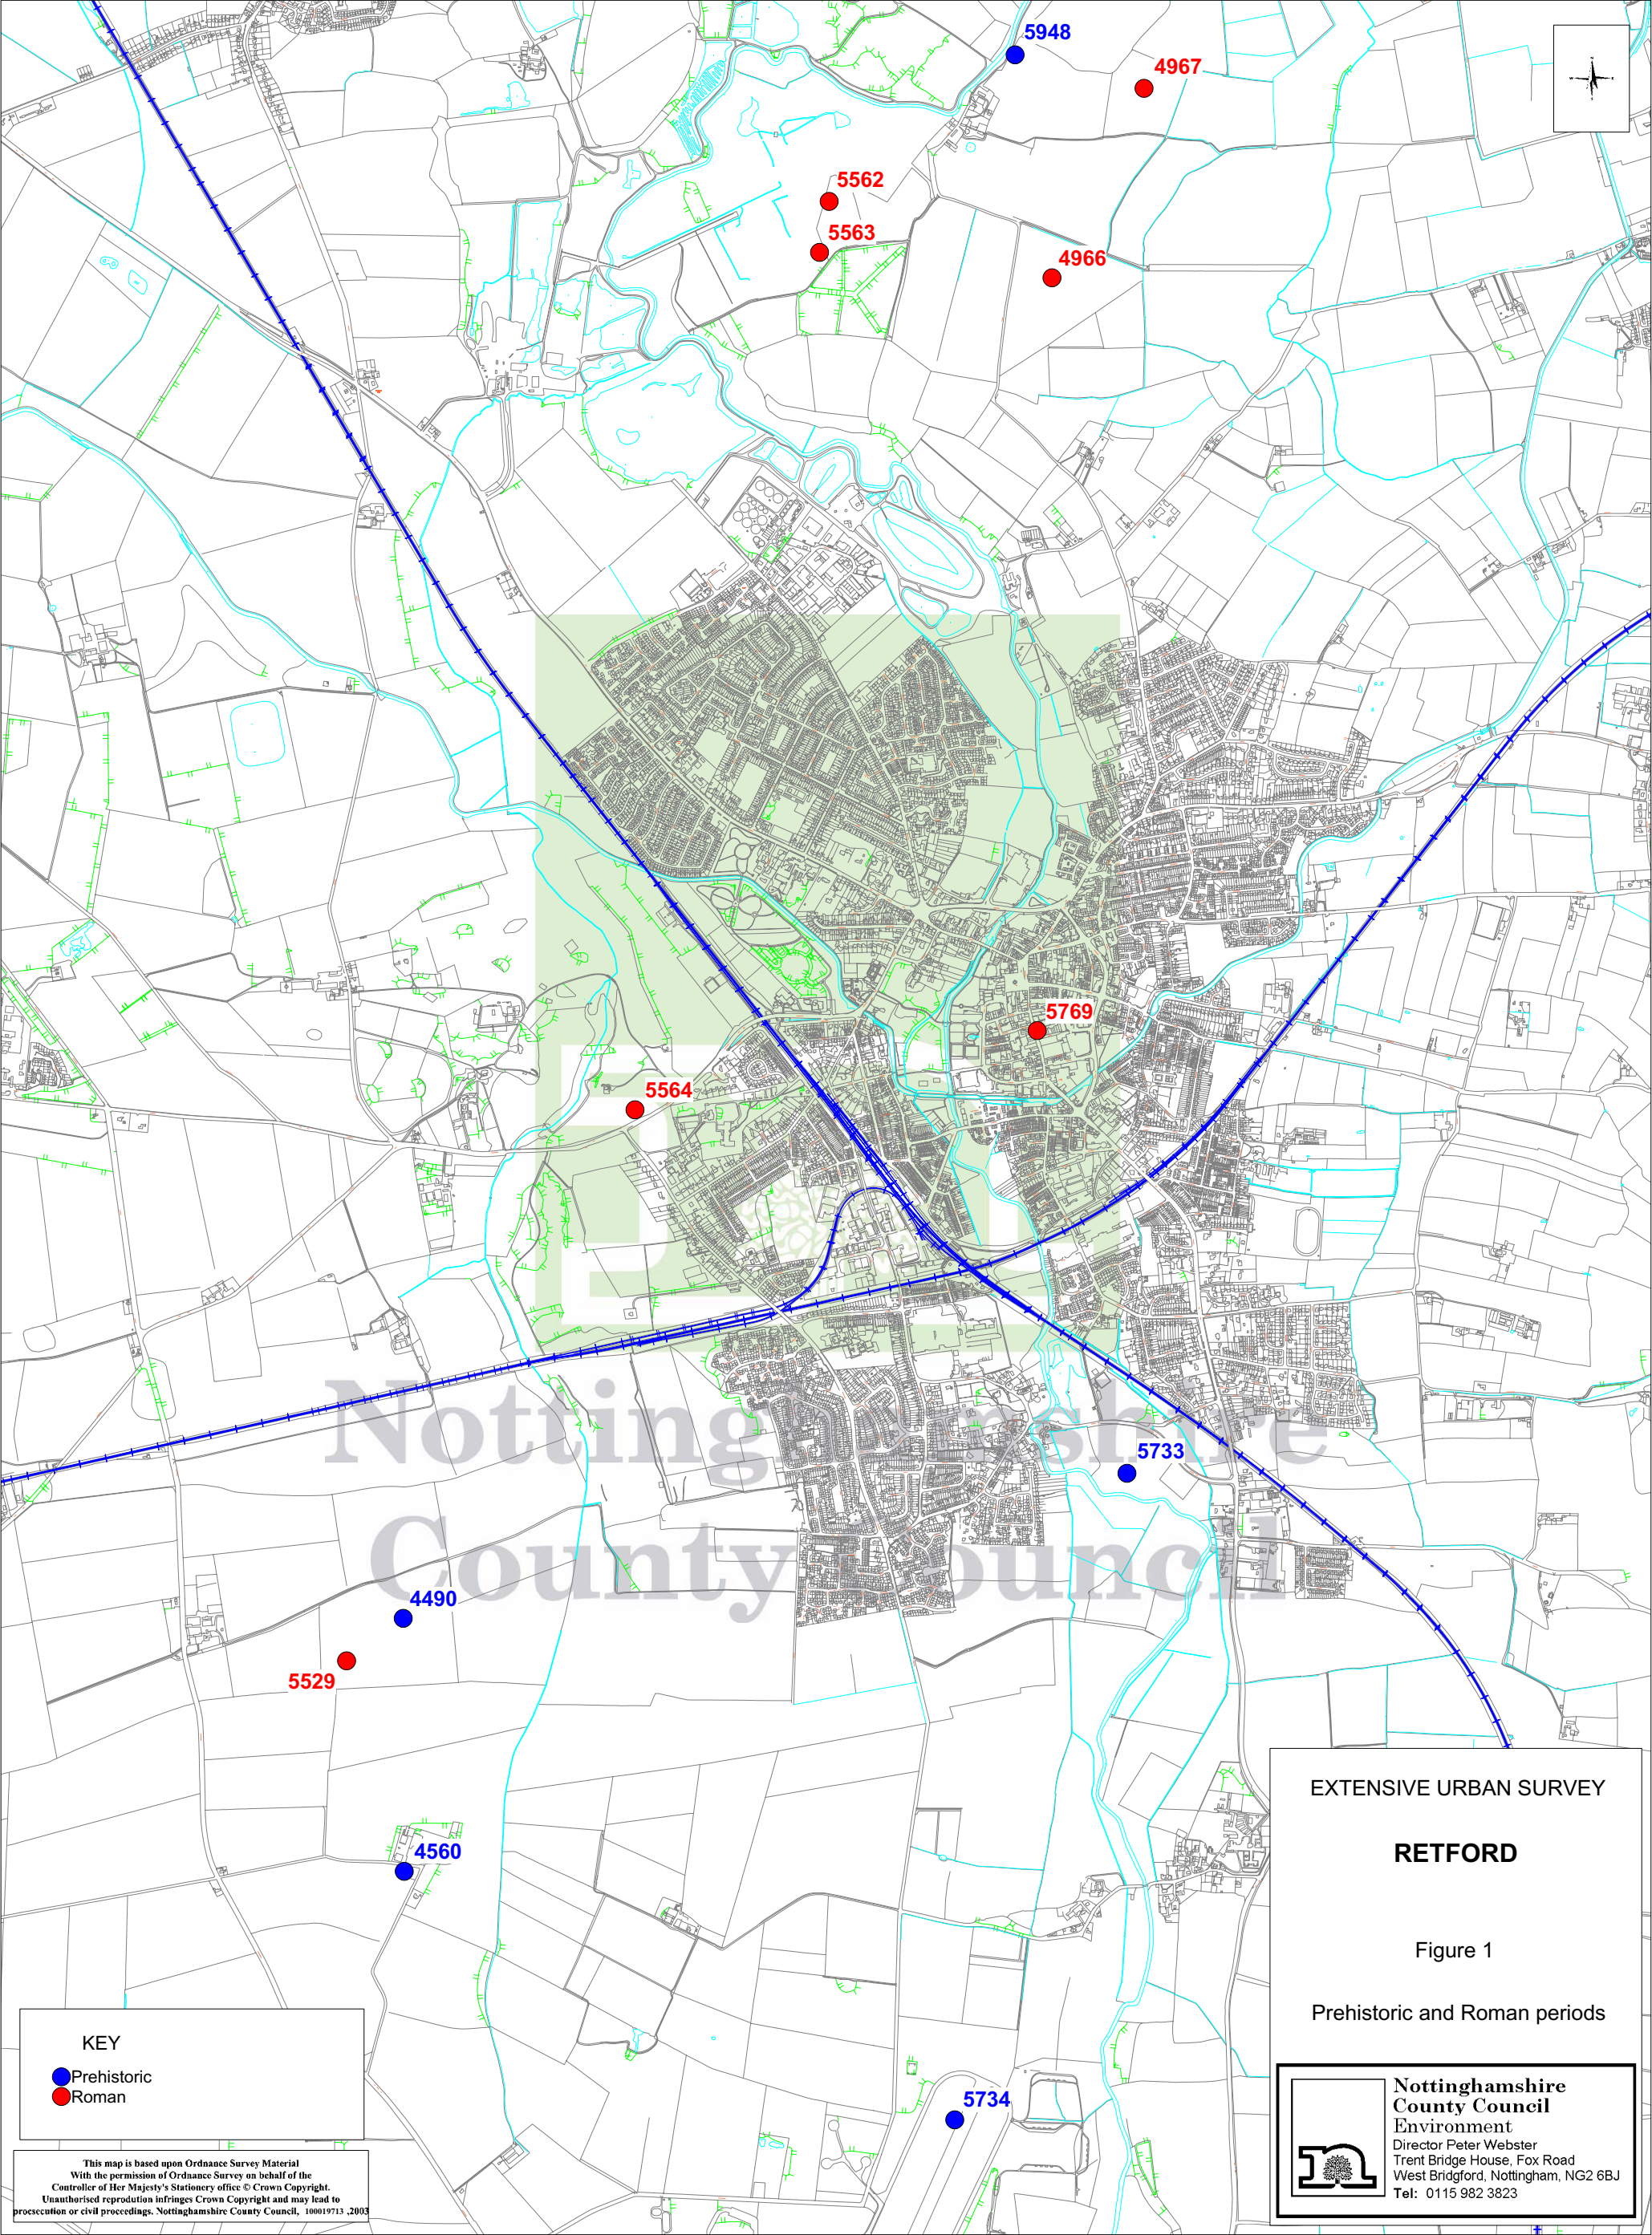 5948
4967
5562
5563
4966
5769
5564
Nottinghamshire
County Council
5733
4490
5529
4560
5734
EXTENSIVE URBAN SURVEY
RETFORD
Figure 1
Prehistoric and Roman periods
KEY
Prehistoric
Roman
Nottinghamshire
County Council
Environment
Director Peter Webster
Trent Bridge House, Fox Road
West Bridgford, Nottingham, NG2 6BJ
Tel: 0115 982 3823
This map is based upon Ordnance Survey Material
With the permission of Ordnance Survey on behalf of the
Controller of Her Majesty's Stationery office © Crown Copyright.
Unauthorised reprodution infringes Crown Copyright and may lead to
procsecution or civil proceedings. Nottinghamshire County Council, 100019713 ,2003